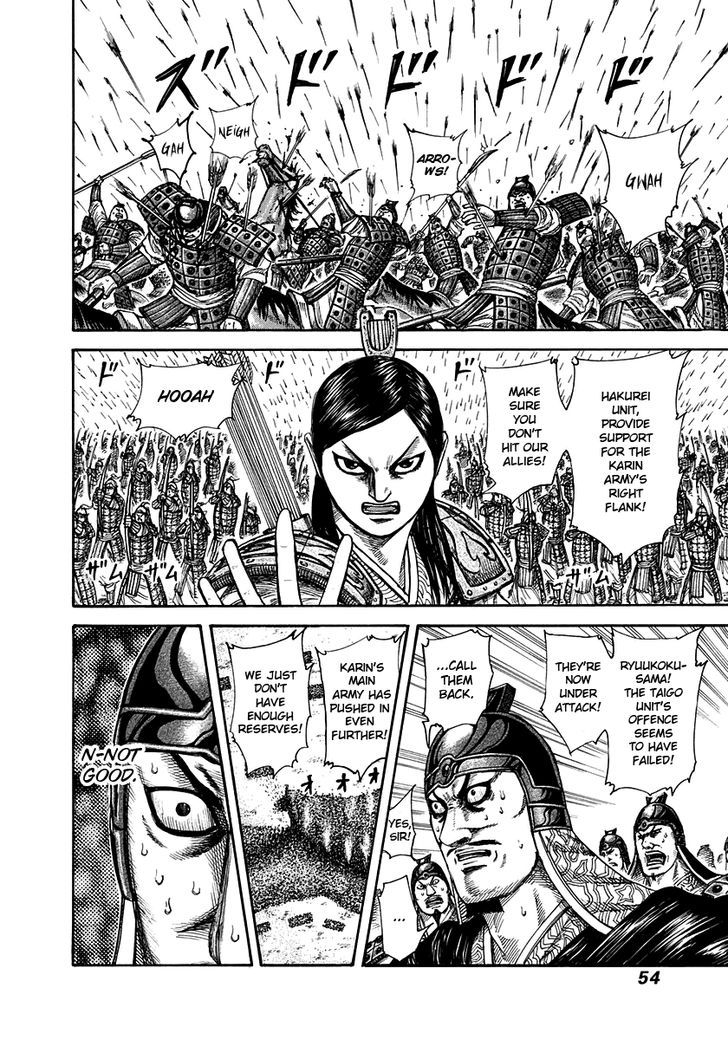 ズドドドド
GWAH
ARRO-
WS!
NEIGH
GAH
ド
ド
ド
HAKUREI
UNIT,
PROVIDE
SUPPORT
FOR THE
KARIN
ARMY'S
RIGHT
FLANK!
MAKE
SURE
YOU
DON'T
HIT OUR
ALLIES!
HOOAH
ザム
ザム
RYUUKOKU-
SAMA!
THE TAIGO
UNIT'S
OFFENCE
SEEMS
TO HAVE
FAILED!
THEY'RE
NOW
UNDER
ATTACK!
...CALL
THEM
BACK.
YES,
SIR!
...
KARIN'S
MAIN
ARMY HAS
PUSHED IN
EVEN
FURTHER!
WE JUST
DON'T
HAVE
ENOUGH
RESERVES!
オオオ
N-NOT
GOOD.
54